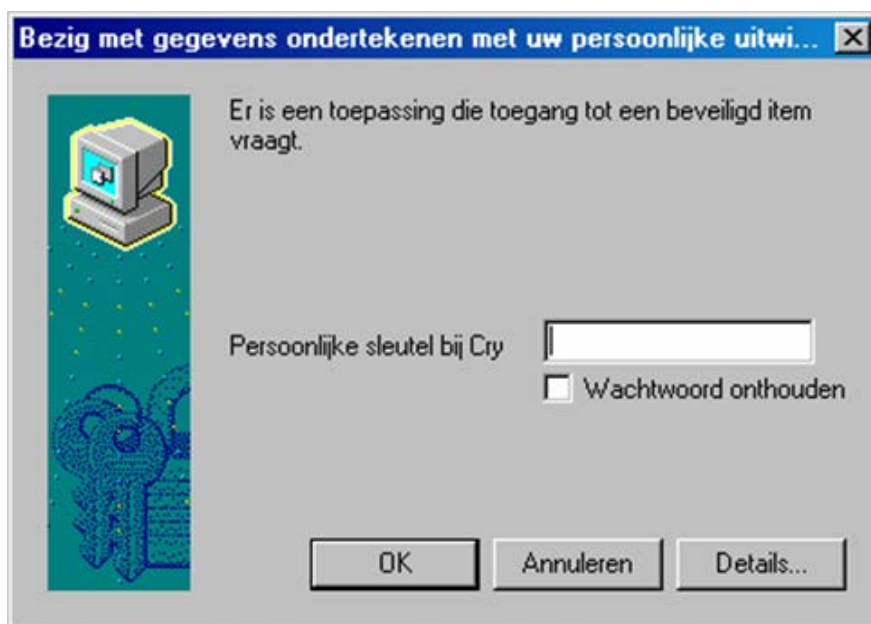 Bezig met gegevens ondertekenen met uw persoonlijke uitwi...
Er is een toepassing die toegang tot een beveiligd item
vraagt.
Persoonlijke sleutel bij Cry
Wachtwoord onthouden
OK
Annuleren
Details...